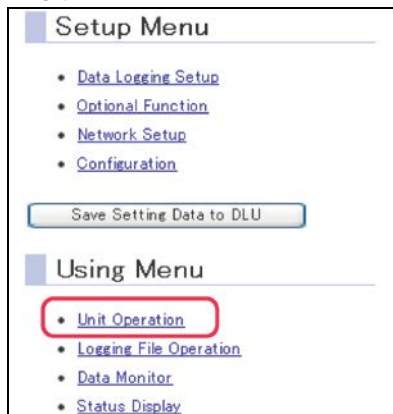 Setup Menu
Data Logging Setup
Optional Function
Network Setup
Configuration
Save Setting Data to DLU
Using Menu
Unit Operation
Logging File Operation
Data Monitor
Status Display